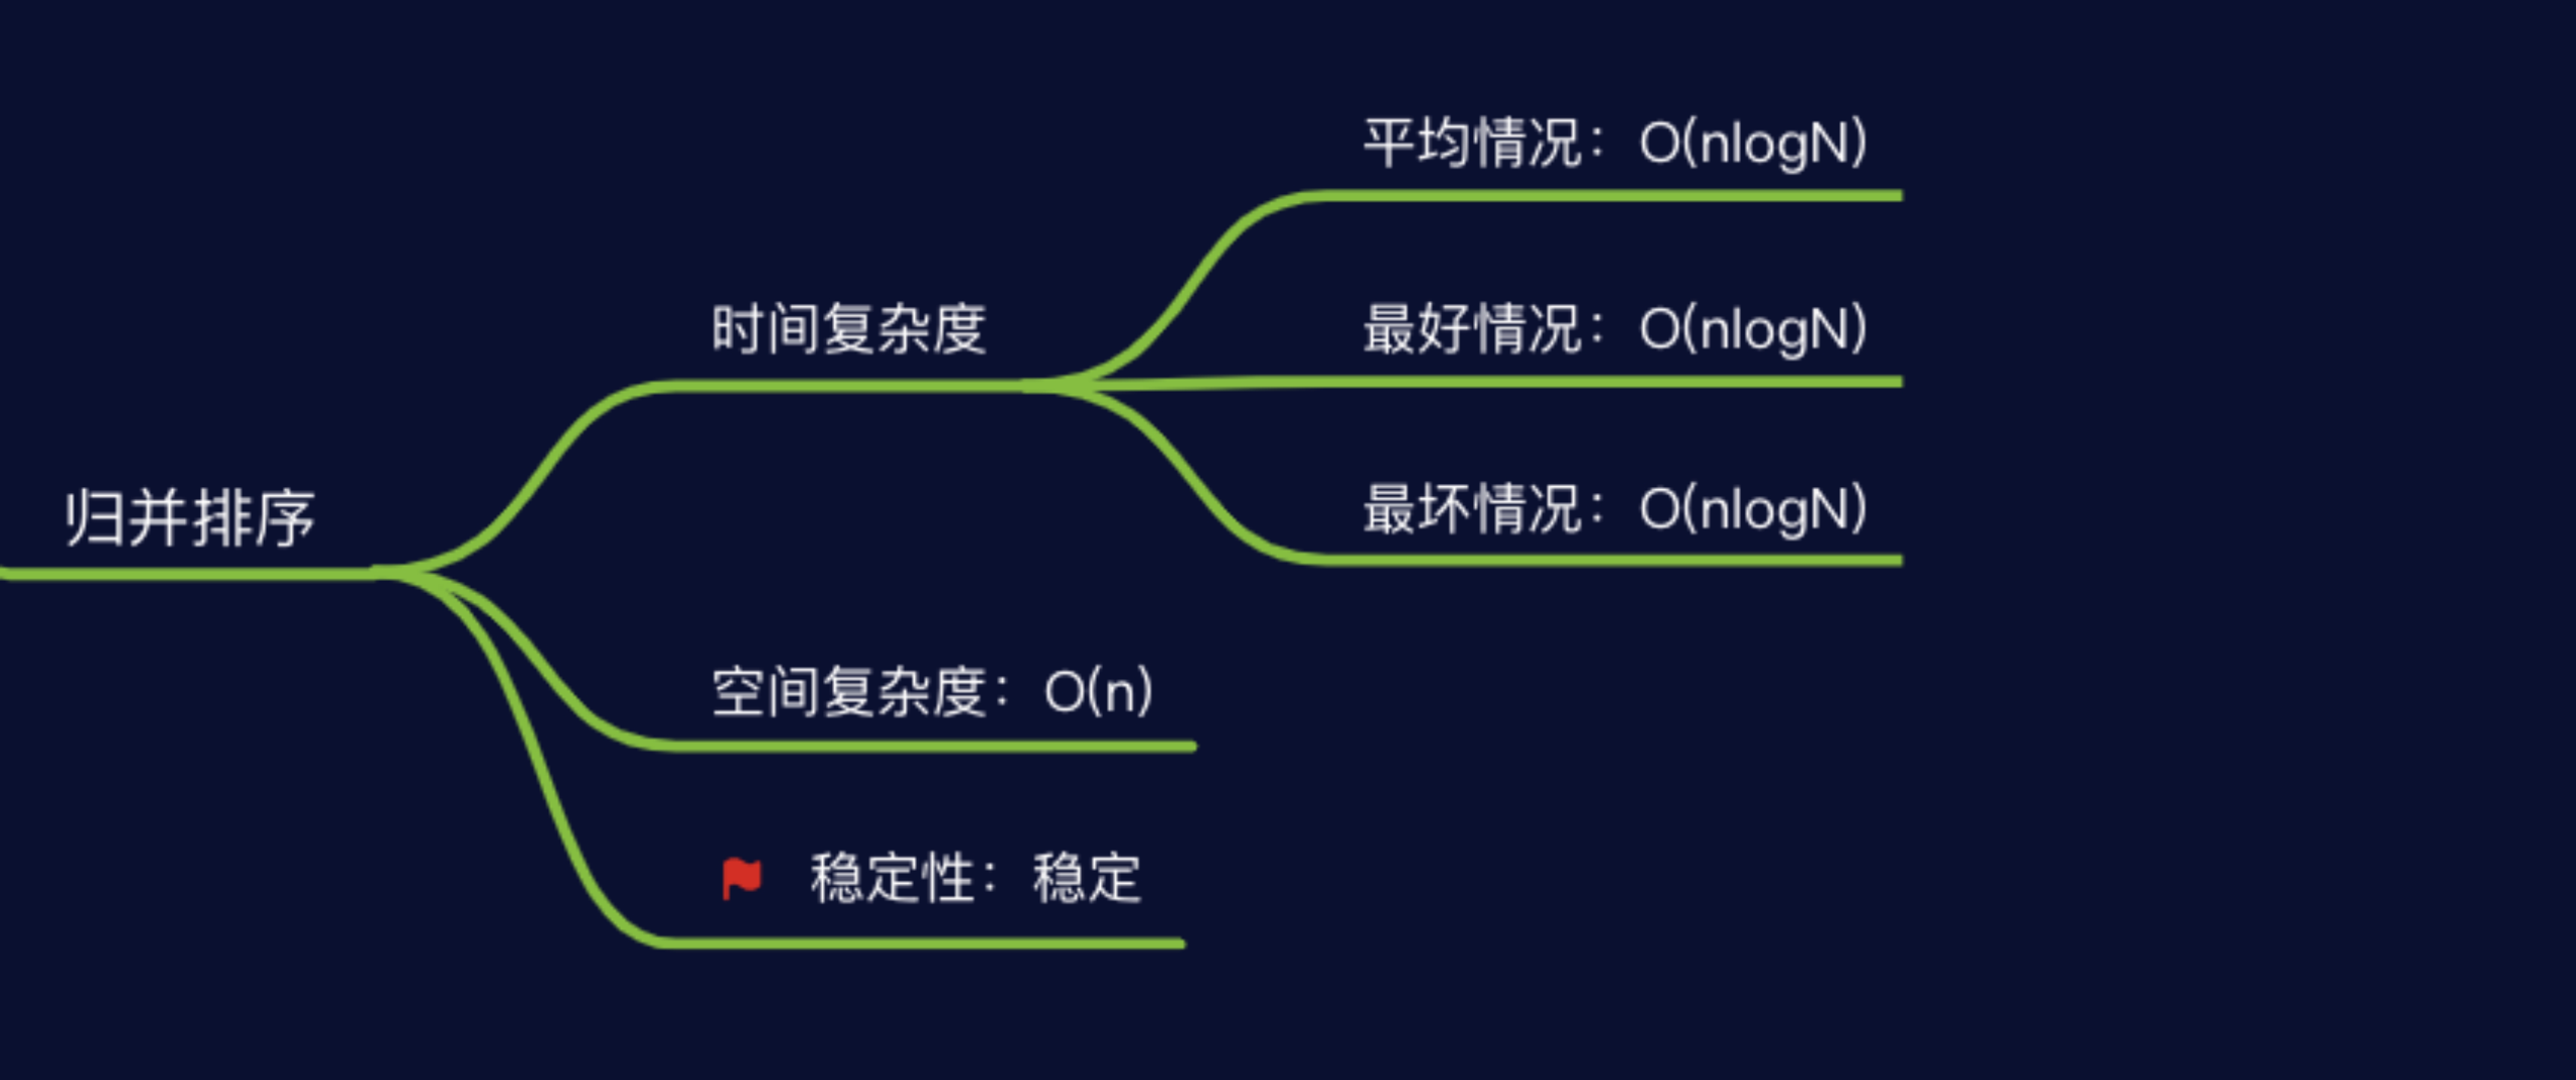 归并排序
时间复杂度
平均情况：O(nlogN)
最好情况：O(nlogN)
最坏情况：O(nlogN)
空间复杂度：O(n)
稳定性：稳定